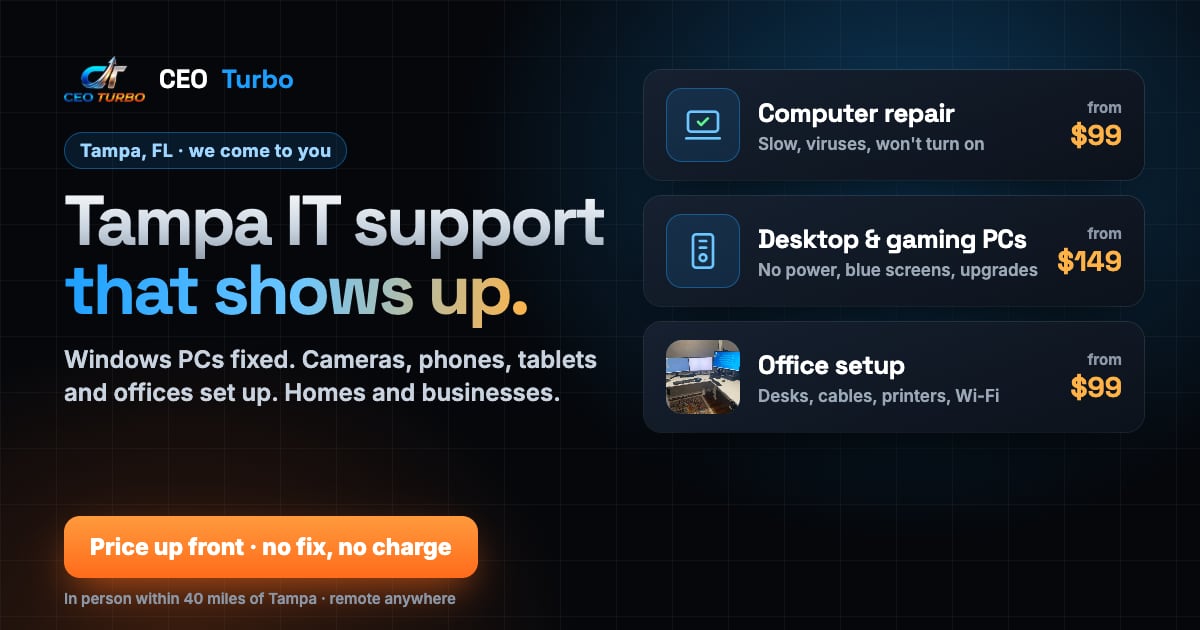 CEO TURBO
CEO Turbo
Tampa, FL · we come to you
Tampa IT support
that shows up.
Windows PCs fixed. Cameras, phones, tablets
and offices set up. Homes and businesses.
Price up front · no fix, no charge
In person within 40 miles of Tampa · remote anywhere
Computer repair
Slow, viruses, won't turn on
from
$99
Desktop & gaming PCs
No power, blue screens, upgrades
from
$149
Office setup
Desks, cables, printers, Wi-Fi
from
$99